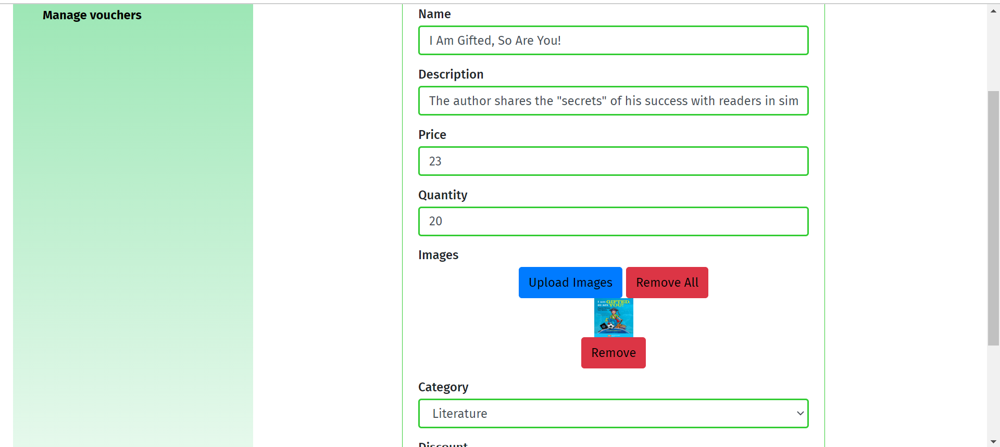 Manage vouchers
Name
I Am Gifted, So Are You!
Description
The author shares the "secrets" of his success with readers in sim
Price
23
Quantity
20
Images
Upload Images
Remove All
I am GIFTED,
so are YOU!
Remove
Category
Literature
Discount